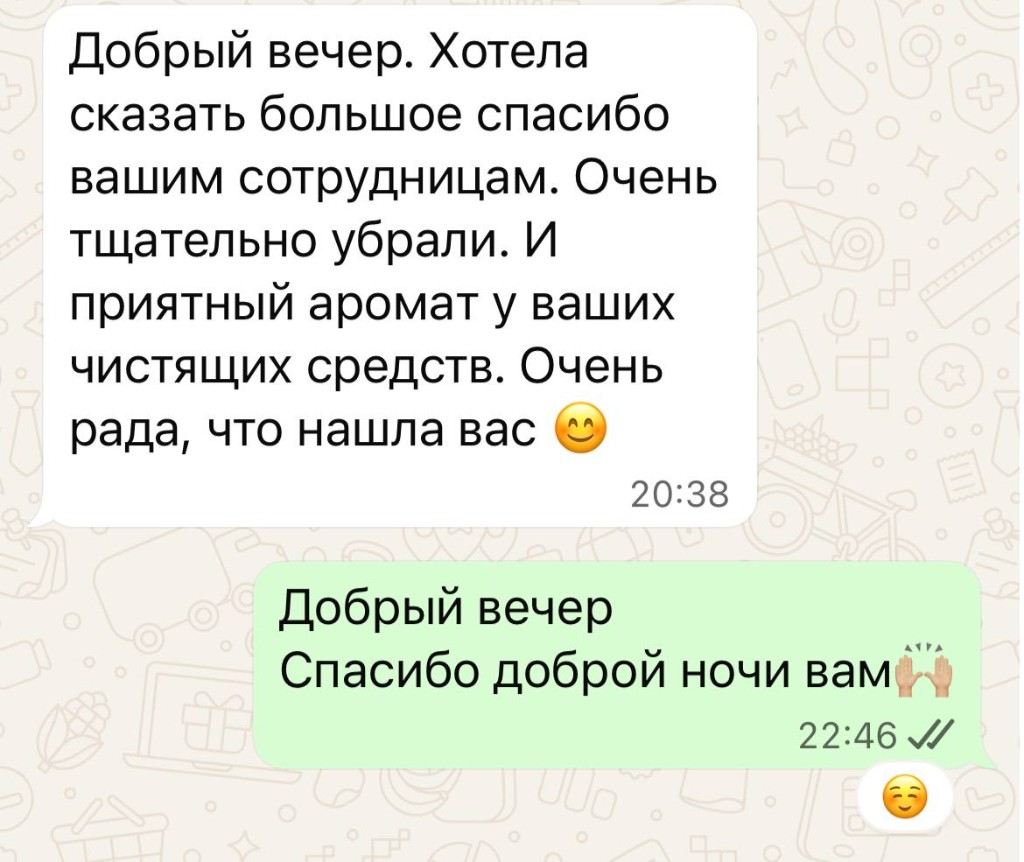 Добрый вечер. Хотела
сказать большое спасибо
вашим сотрудницам. Очень
тщательно убрали. И
приятный аромат у ваших
чистящих средств. Очень
рада, что нашла вас 😊
20:38
Добрый вечер
Спасибо доброй ночи вам🙌🏼
22:46